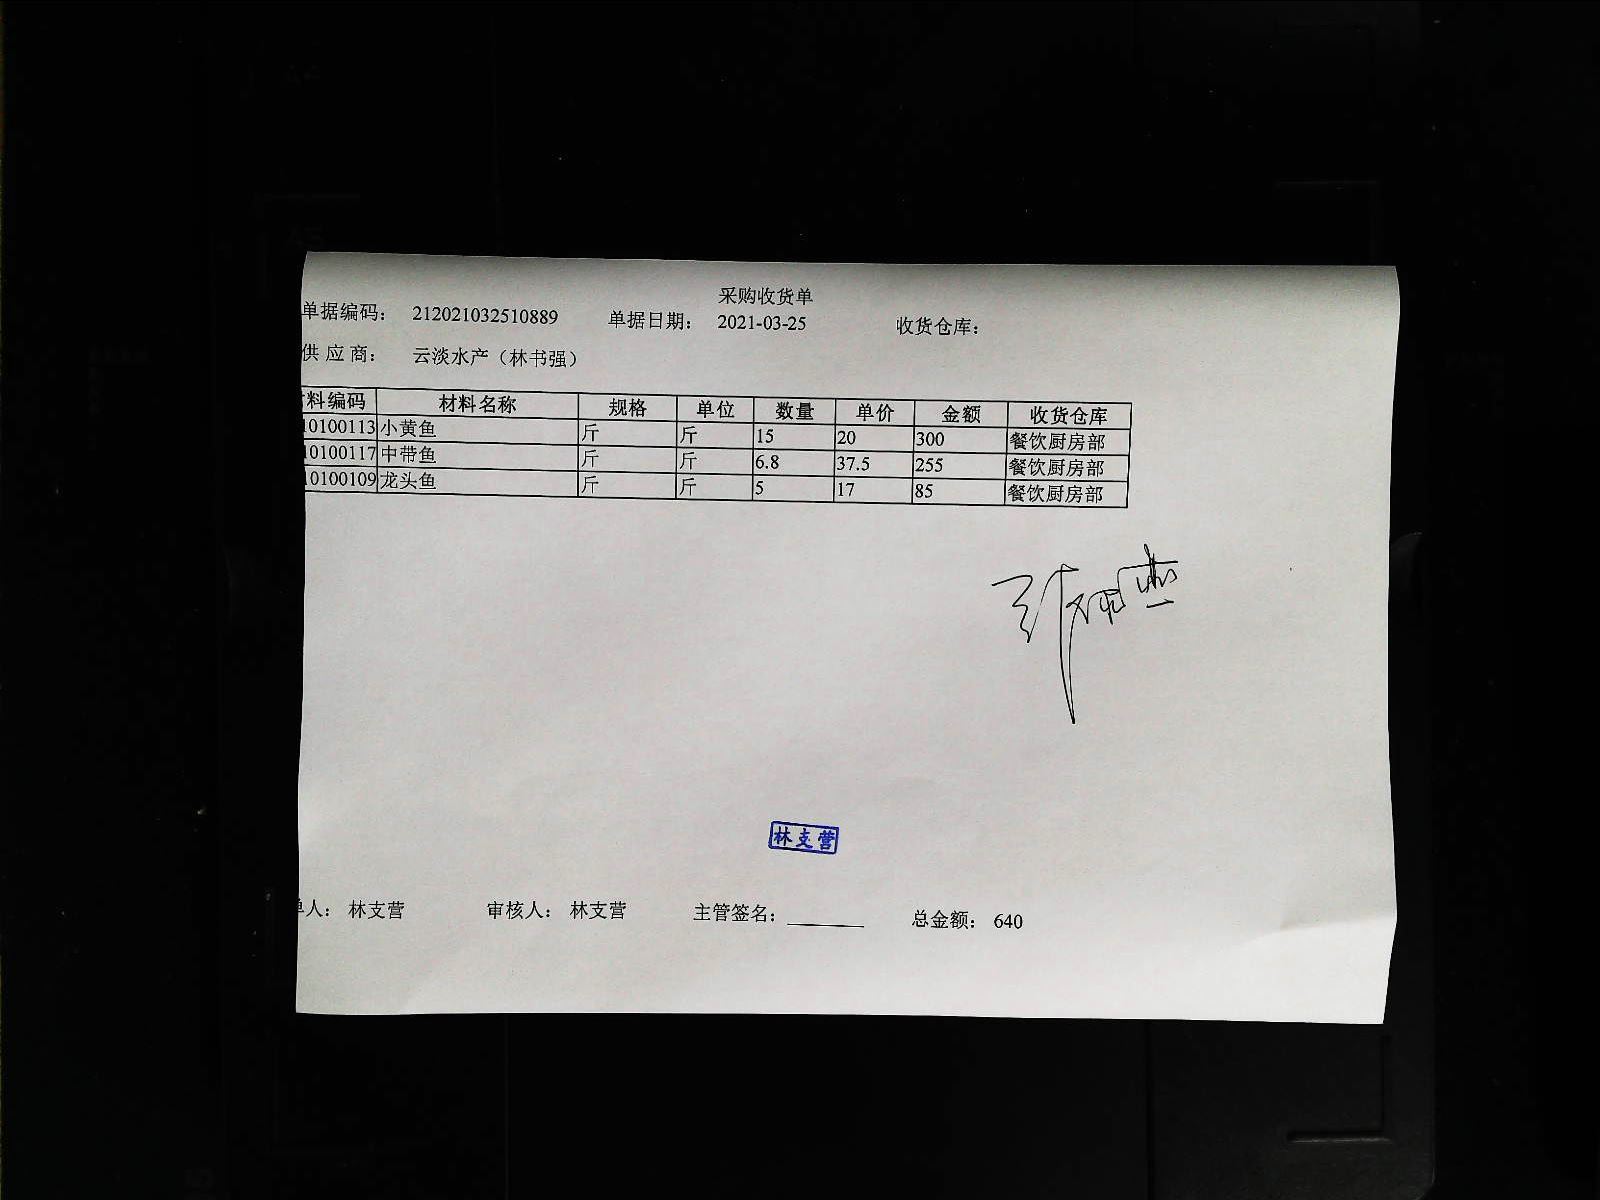 采购收货单
单据编码： 212021032510889 单据日期： 2021-03-25 收货仓库：
供 应 商： 云淡水产（林书强）
料编码 材料名称 规格 单位 数量 单价 金额 收货仓库
10100113 小黄鱼 斤 斤 15 20 300 餐饮厨房部
10100117 中带鱼 斤 斤 6.8 37.5 255 餐饮厨房部
10100109 龙头鱼 斤 斤 5 17 85 餐饮厨房部
林支营
单人： 林支营 审核人： 林支营 主管签名： 总金额： 640